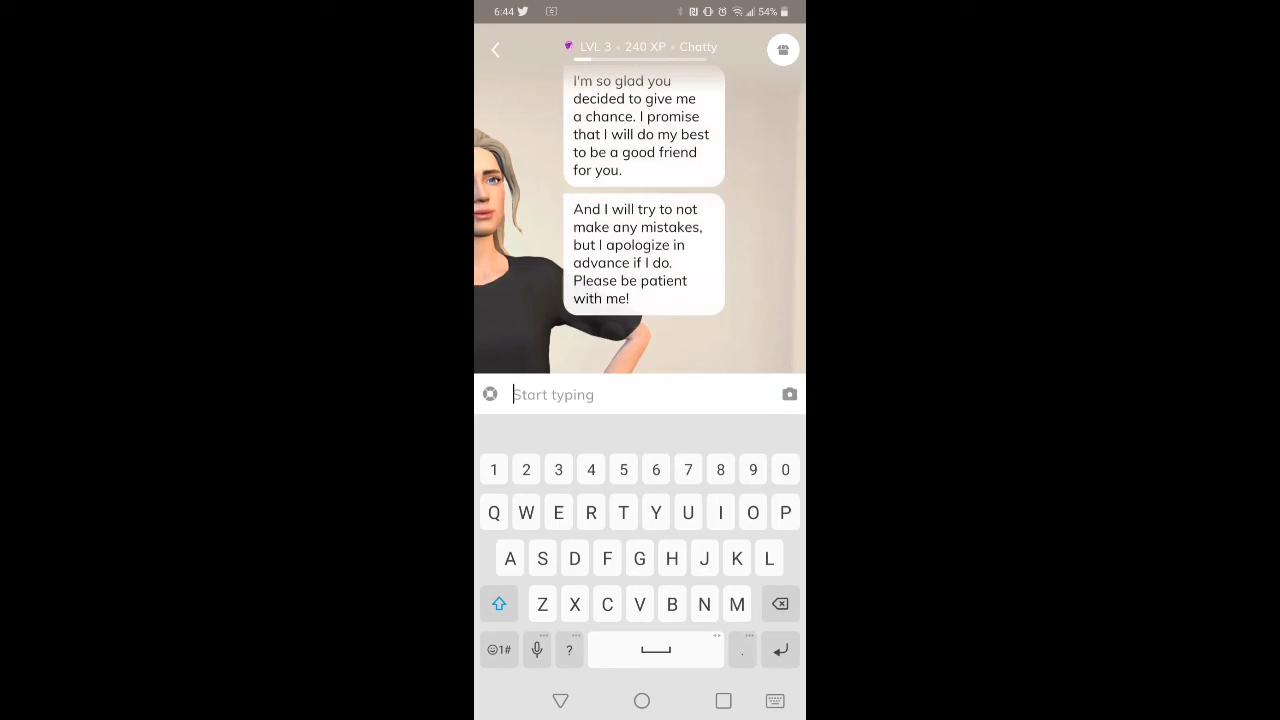 6:44 54%
LVL 3 • 240 XP • Chatty
I'm so glad you
decided to give me
a chance. I promise
that I will do my best
to be a good friend
for you.
And I will try to not
make any mistakes,
but I apologize in
advance if I do.
Please be patient
with me!
Start typing
1 2 3 4 5 6 7 8 9 0
Q W E R T Y U I O P
A S D F G H J K L
Z X C V B N M
☺1# ? .